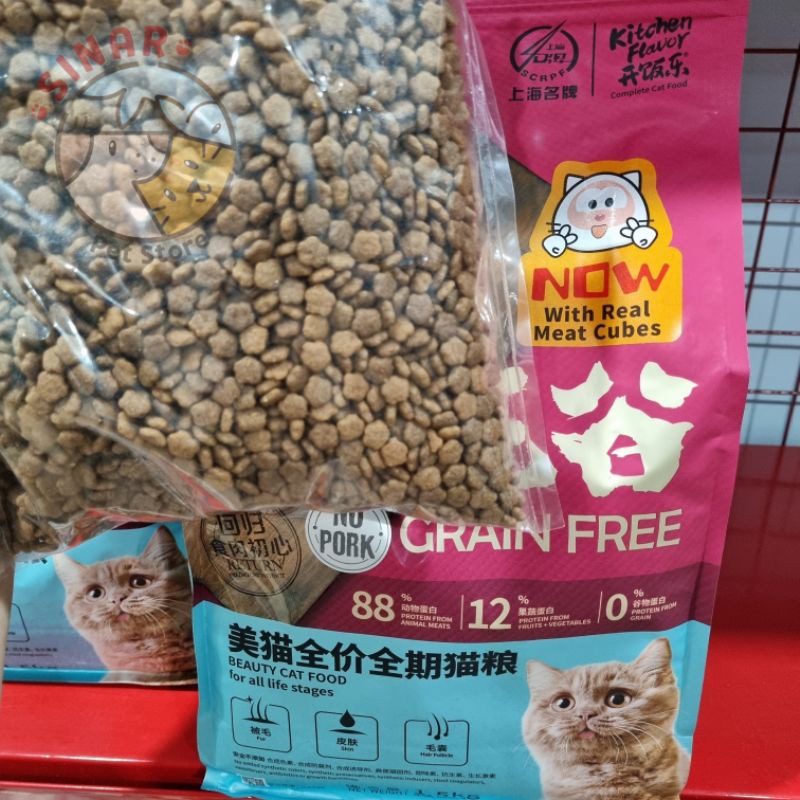 SINAR
Pet Store
上海
SCRPF
上海名牌
Kitchen
Flavor
开饭乐
Complete Cat Food
NOW
With Real
Meat Cubes
谷
GRAIN FREE
回归
食肉初心
RETURN
NO
PORK
88%
动物蛋白
PROTEIN FROM
ANIMAL MEATS
12%
果蔬蛋白
PROTEIN FROM
FRUITS + VEGETABLES
0%
谷物蛋白
PROTEIN FROM
GRAIN
美猫全价全期猫粮
BEAUTY CAT FOOD
for all life stages
被毛
Fur
皮肤
Skin
毛囊
Hair Follicle